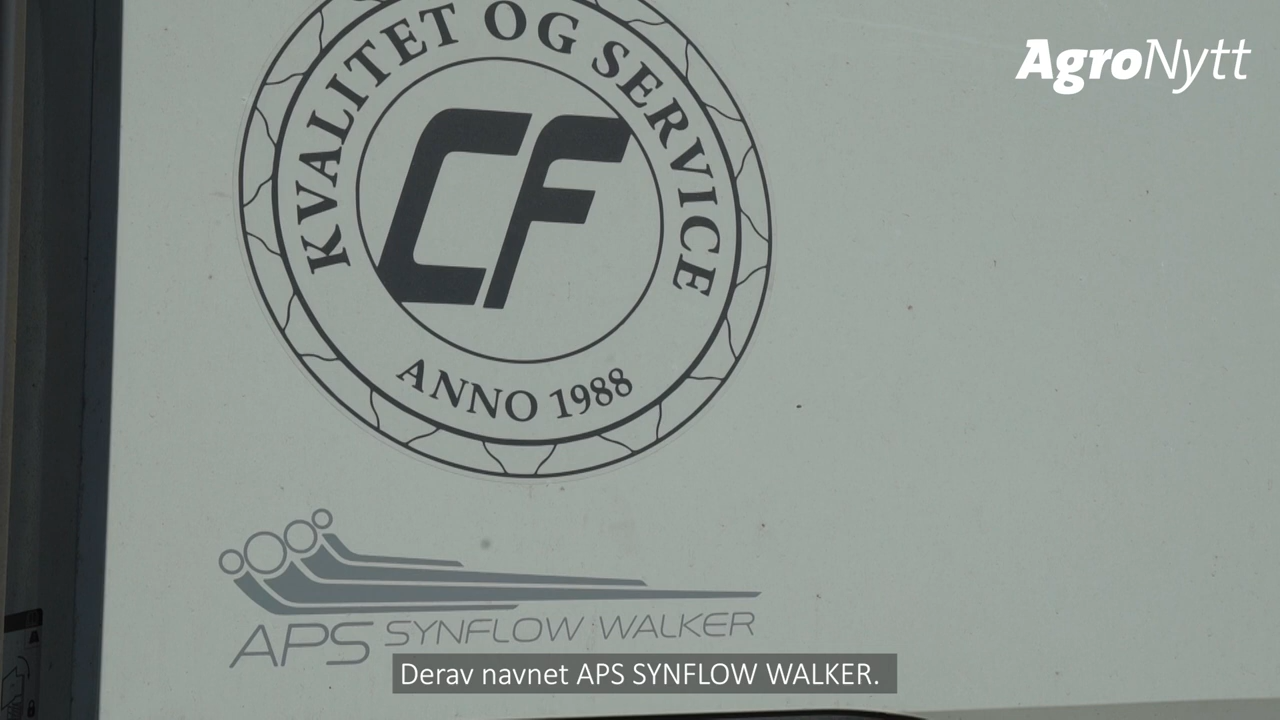 AgroNytt
KVALITET OG SERVICE
CF
ANNO 1988
APS SYNFLOW WALKER
Derav navnet APS SYNFLOW WALKER.